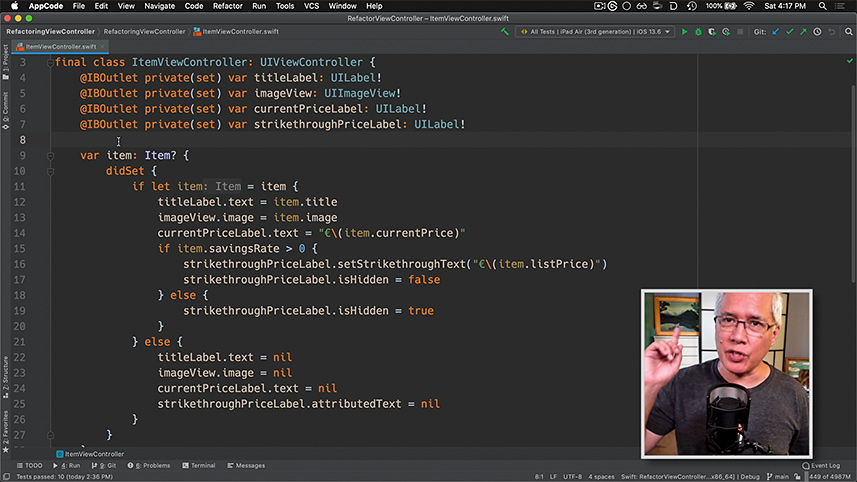 AppCode File Edit View Navigate Code Refactor Run Tools VCS Window Help 100% Sat 4:17 PM
RefactorViewController – ItemViewController.swift
RefactoringViewController RefactoringViewController ItemViewController.swift All Tests | iPad Air (3rd generation) | iOS 13.6 Git:
ItemViewController.swift
Project
Commit
Z: Structure
2: Favorites
3 final class ItemViewController: UIViewController {
4 @IBOutlet private(set) var titleLabel: UILabel!
5 @IBOutlet private(set) var imageView: UIImageView!
6 @IBOutlet private(set) var currentPriceLabel: UILabel!
7 @IBOutlet private(set) var strikethroughPriceLabel: UILabel!
8
9 var item: Item? {
10 didSet {
11 if let item: Item = item {
12 titleLabel.text = item.title
13 imageView.image = item.image
14 currentPriceLabel.text = "€\(item.currentPrice)"
15 if item.savingsRate > 0 {
16 strikethroughPriceLabel.setStrikethroughText("€\(item.listPrice)")
17 strikethroughPriceLabel.isHidden = false
18 } else {
19 strikethroughPriceLabel.isHidden = true
20 }
21 } else {
22 titleLabel.text = nil
23 imageView.image = nil
24 currentPriceLabel.text = nil
25 strikethroughPriceLabel.attributedText = nil
26 }
27 }
ItemViewController
TODO 4: Run 9: Git 6: Problems Terminal Messages Event Log
Tests passed: 10 (today 2:36 PM) 8:1 LF UTF-8 4 spaces Swift: RefactorViewController...x86_64] | Debug main 449 of 4987M